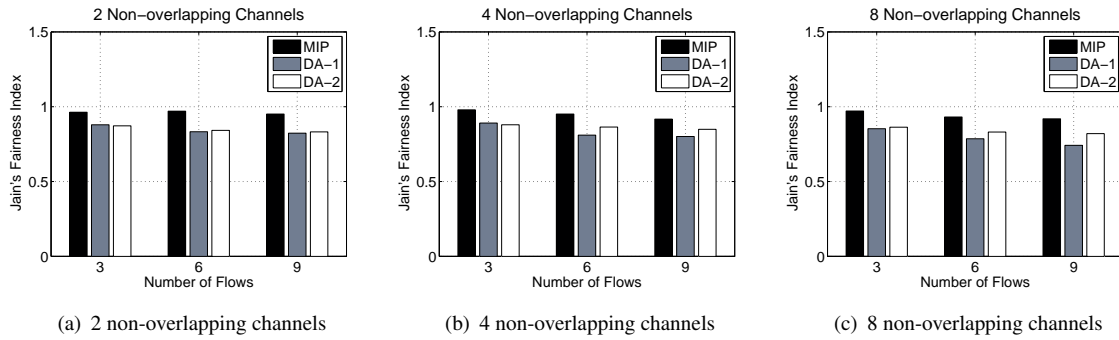 2 Non−overlapping Channels
1.5
1
0.5
0
Jain's Fairness Index
MIP
DA−1
DA−2
3 6 9
Number of Flows
(a) 2 non-overlapping channels
4 Non−overlapping Channels
1.5
1
0.5
0
Jain's Fairness Index
MIP
DA−1
DA−2
3 6 9
Number of Flows
(b) 4 non-overlapping channels
8 Non−overlapping Channels
1.5
1
0.5
0
Jain's Fairness Index
MIP
DA−1
DA−2
3 6 9
Number of Flows
(c) 8 non-overlapping channels